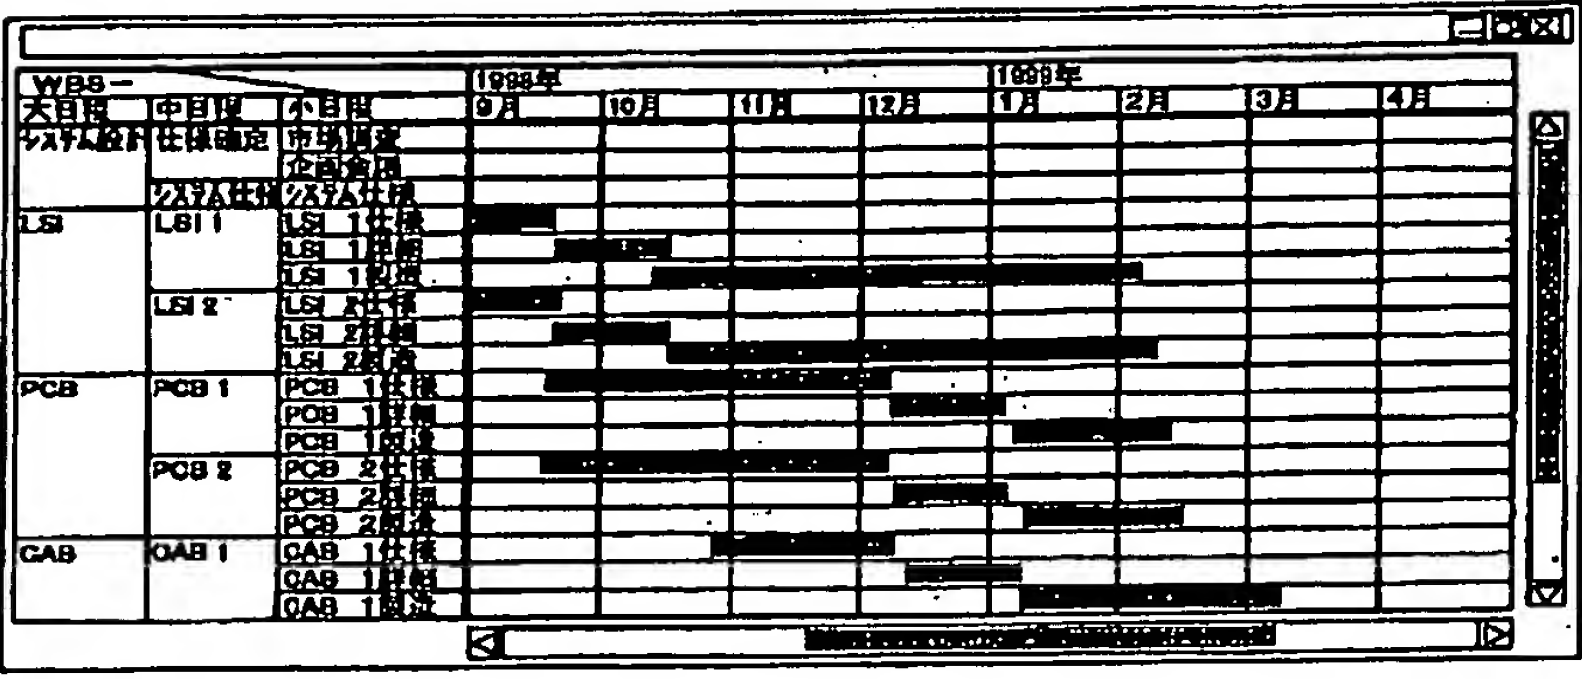 WBS
1998年 1999年
大日程 中日程 小日程 9月 10月 11月 12月 1月 2月 3月 4月
システム設計 仕様確定 市場調査
企画会議
システム仕様 システム仕様
LSI LSI 1 LSI 1仕様
LSI 1詳細
LSI 1製造
LSI 2 LSI 2仕様
LSI 2詳細
LSI 2製造
PCB PCB 1 PCB 1仕様
PCB 1詳細
PCB 1製造
PCB 2 PCB 2仕様
PCB 2詳細
PCB 2製造
CAB CAB 1 CAB 1仕様
CAB 1詳細
CAB 1製造